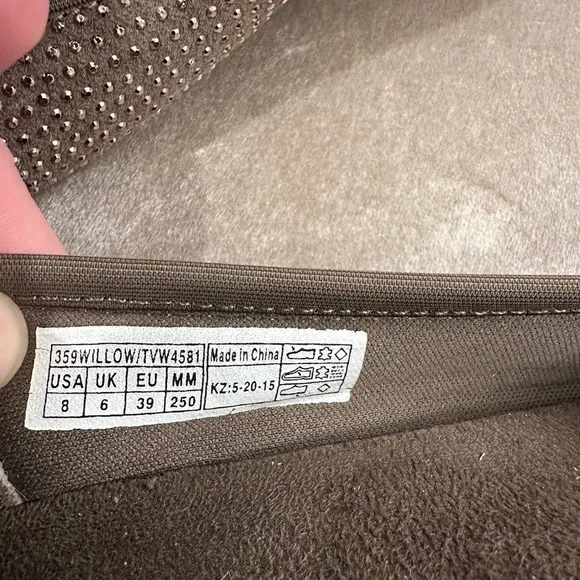 359WILLOW/TVW4581
USA UK EU MM
8 6 39 250
Made in China
KZ:5-20-15